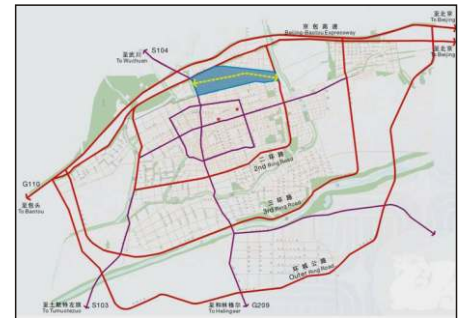 至北京
To Beijing
京包高速
Beijing-Baotou Expressway
至北京
To Beijing
至武川
To Wuchuan
S104
二环路
2nd Ring Road
G110
至包头
To Baotou
三环路
3rd Ring Road
环城公路
Outer Ring Road
至土默特左旗
To Tumuotezuo
S103
至和林格尔
To Helingeer
G209